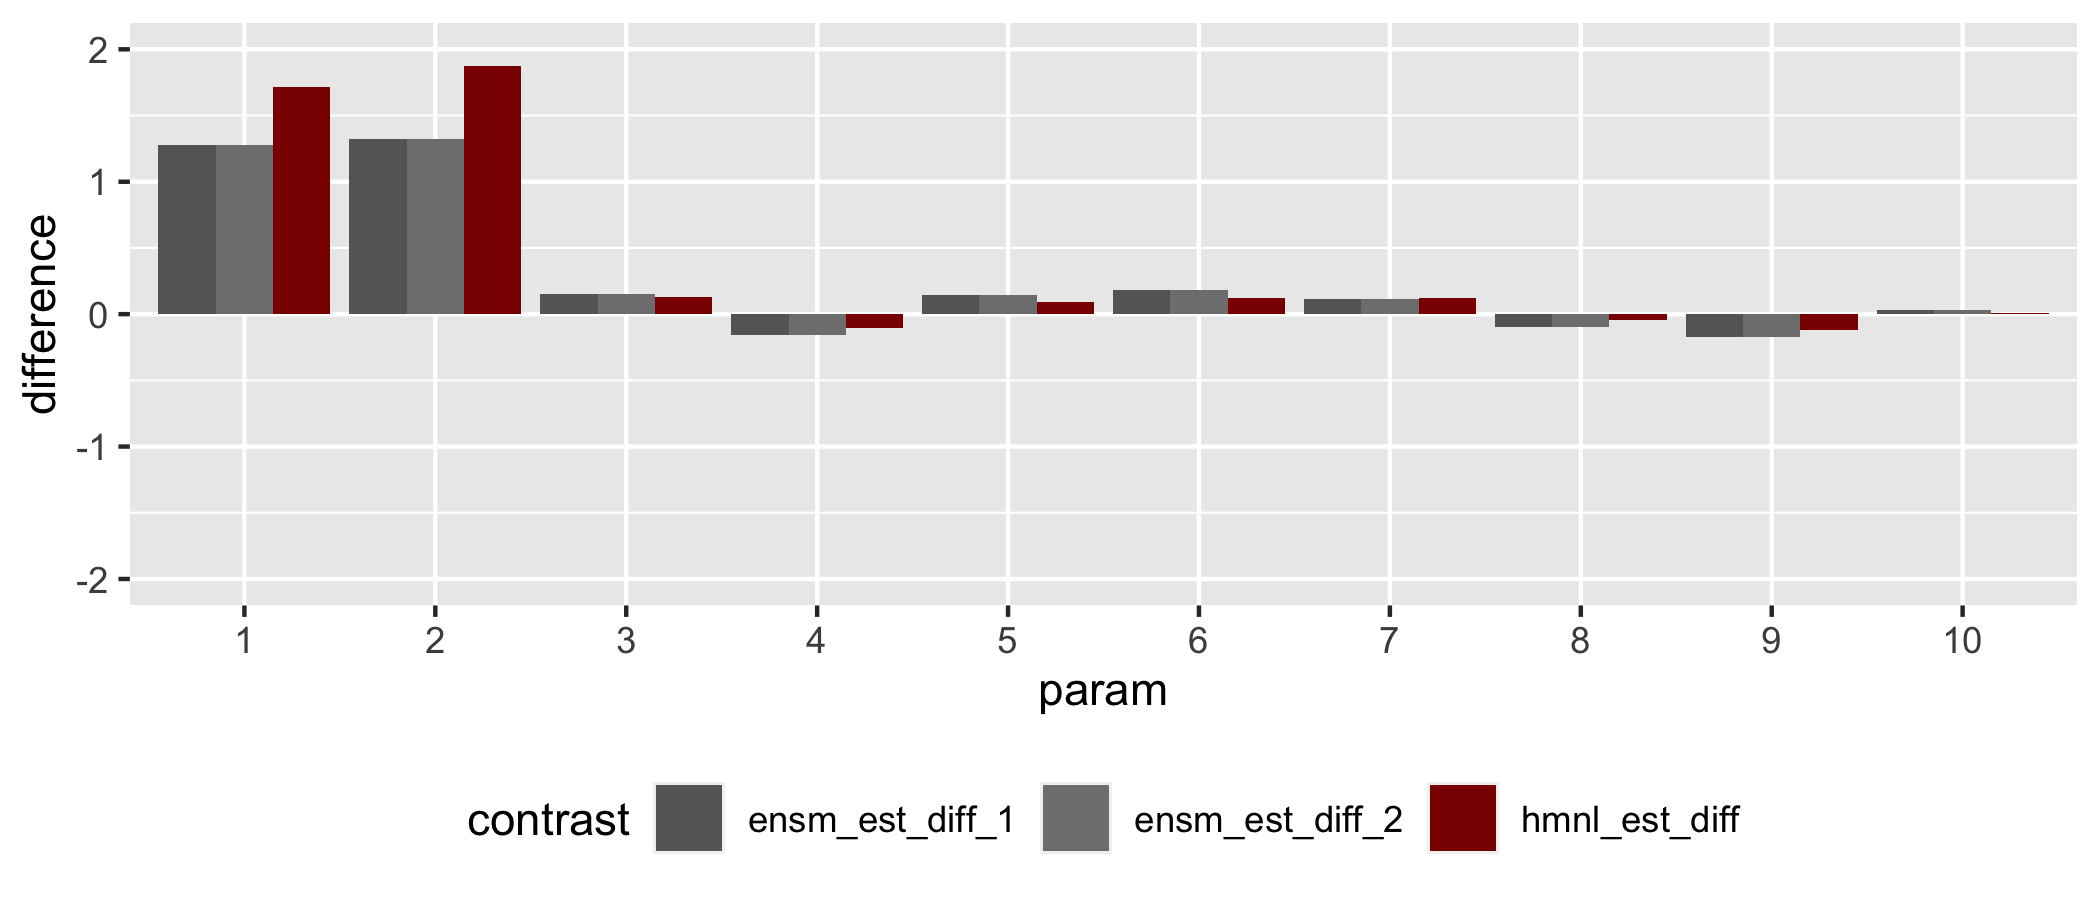 2
1
0
-1
-2
difference
1 2 3 4 5 6 7 8 9 10
param
contrast ensm_est_diff_1 ensm_est_diff_2 hmnl_est_diff